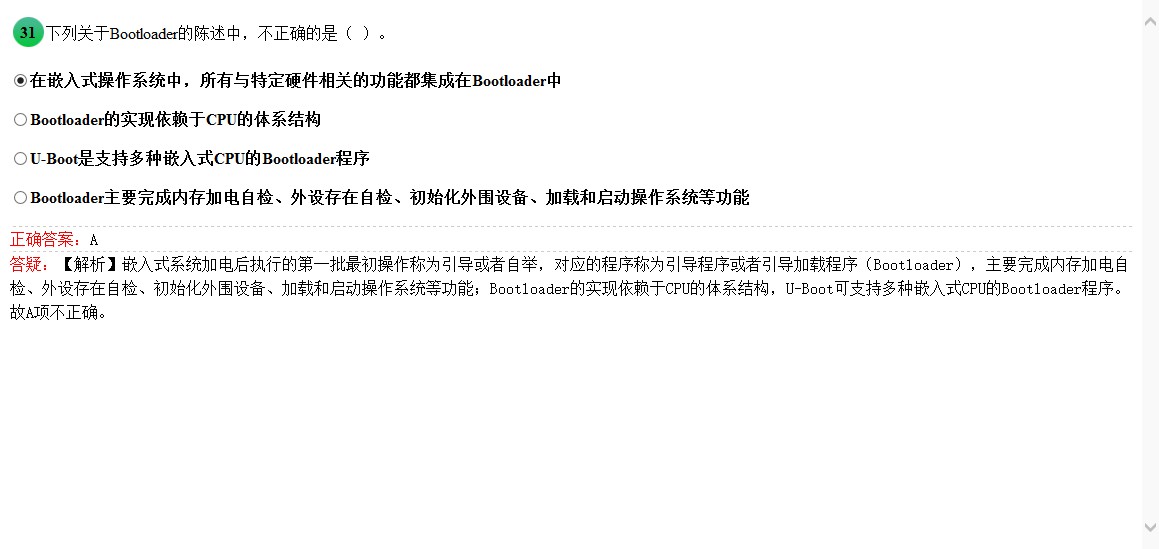 31 下列关于Bootloader的陈述中，不正确的是（ ）。
在嵌入式操作系统中，所有与特定硬件相关的功能都集成在Bootloader中
Bootloader的实现依赖于CPU的体系结构
U-Boot是支持多种嵌入式CPU的Bootloader程序
Bootloader主要完成内存加电自检、外设存在自检、初始化外围设备、加载和启动操作系统等功能
正确答案：A
答疑：【解析】嵌入式系统加电后执行的第一批最初操作称为引导或者自举，对应的程序称为引导程序或者引导加载程序（Bootloader），主要完成内存加电自
检、外设存在自检、初始化外围设备、加载和启动操作系统等功能；Bootloader的实现依赖于CPU的体系结构，U-Boot可支持多种嵌入式CPU的Bootloader程序。
故A项不正确。